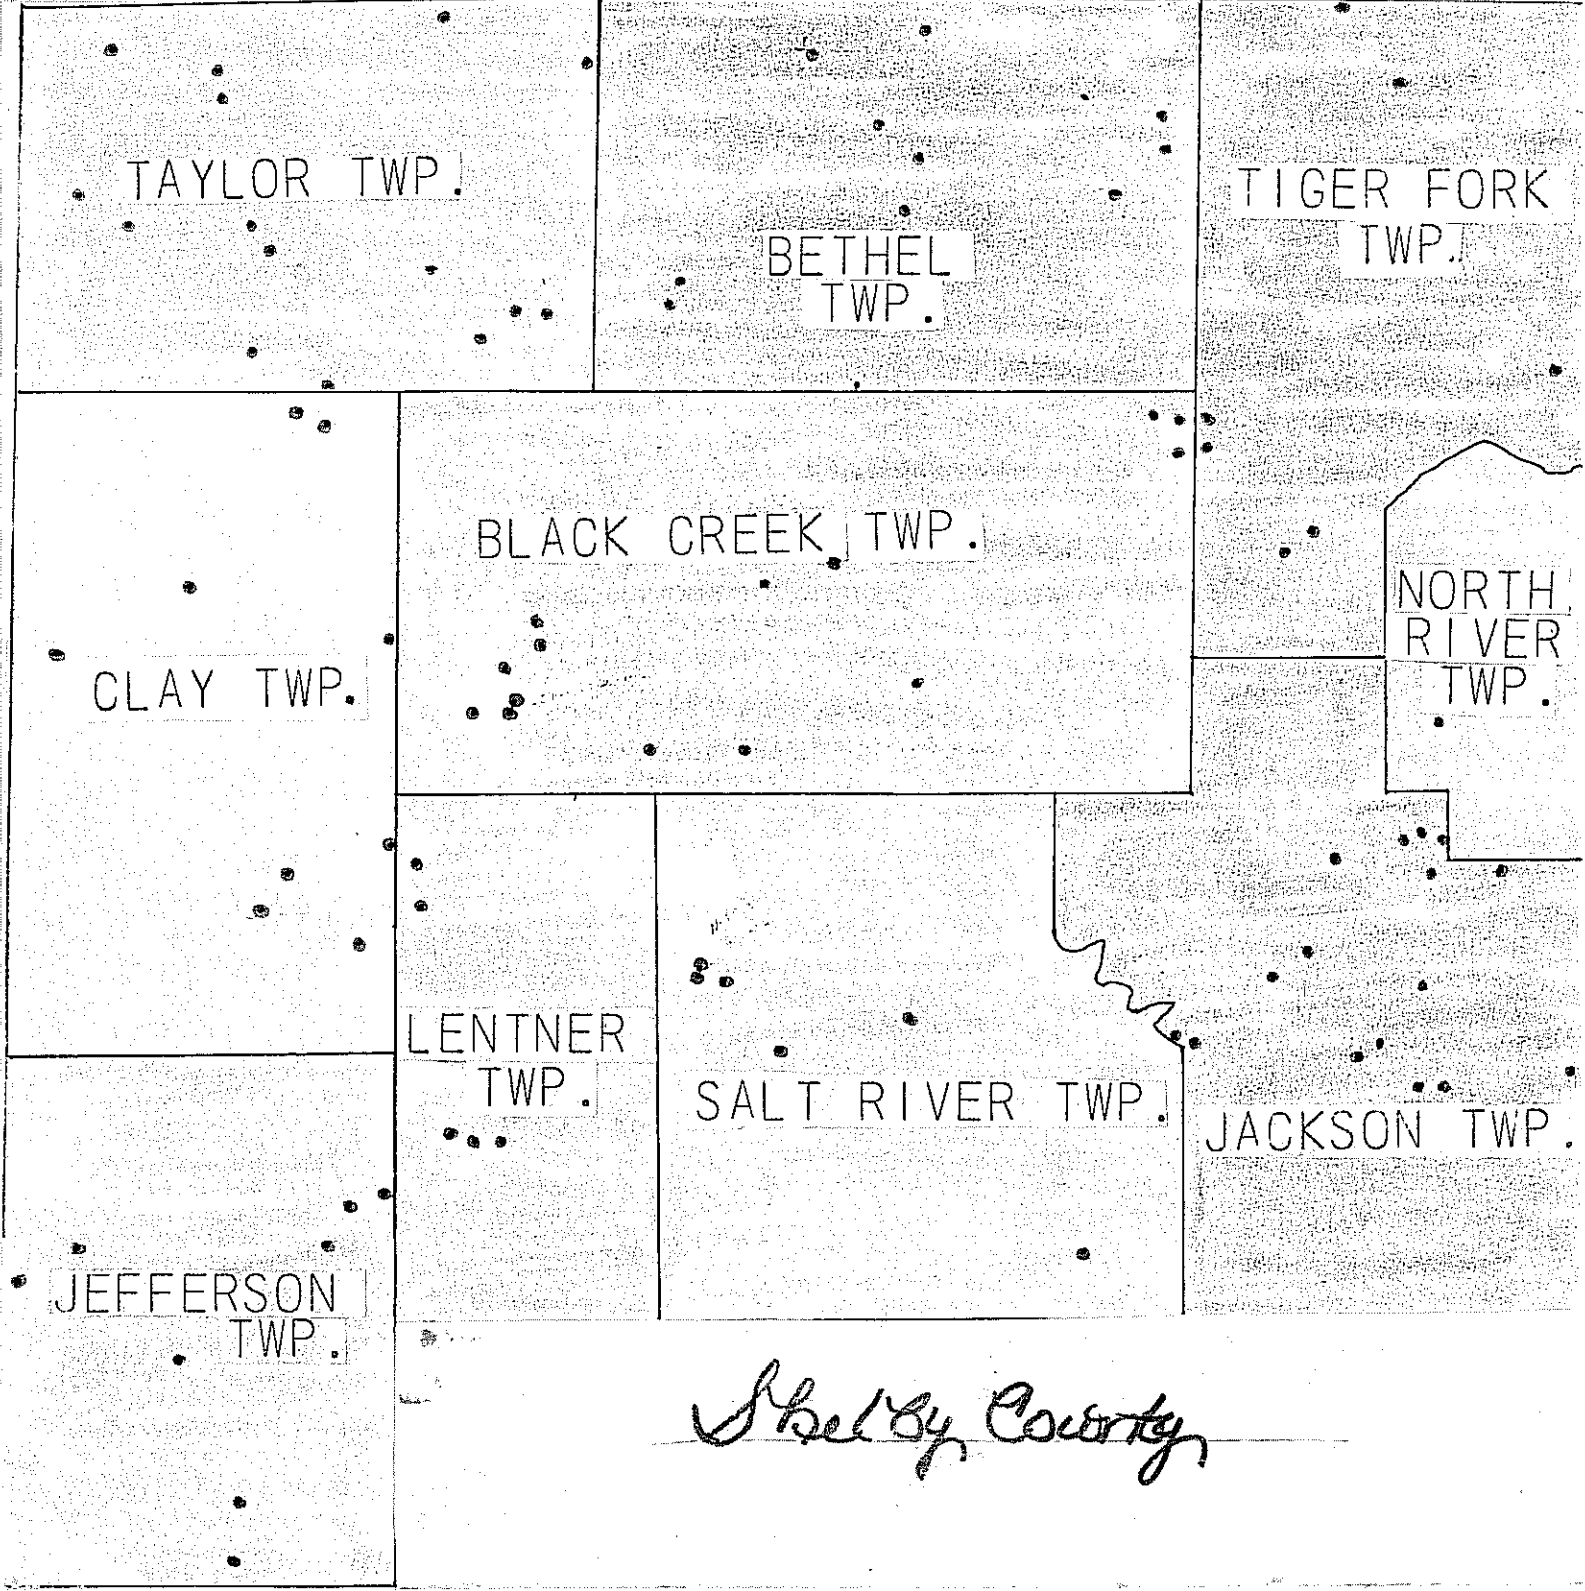 TAYLOR TWP.
BETHEL
TWP.
TIGER FORK
TWP.
BLACK CREEK TWP.
NORTH
RIVER
TWP.
CLAY TWP.
LENTNER
TWP.
SALT RIVER TWP.
JACKSON TWP.
JEFFERSON
TWP.
Shelby County